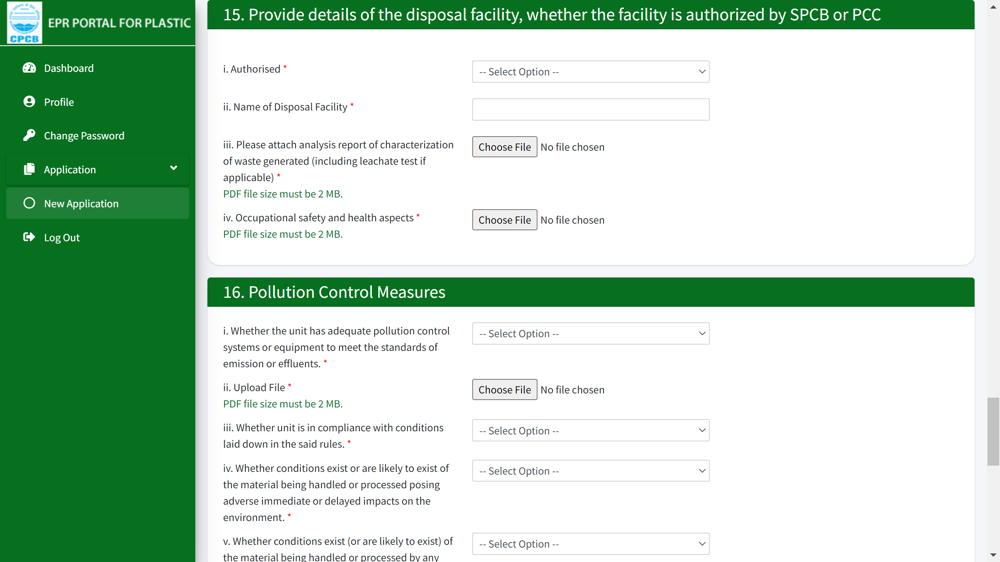 CPCB
EPR PORTAL FOR PLASTIC
Dashboard
Profile
Change Password
Application
New Application
Log Out
15. Provide details of the disposal facility, whether the facility is authorized by SPCB or PCC
i. Authorised *
-- Select Option --
ii. Name of Disposal Facility *
iii. Please attach analysis report of characterization
of waste generated (including leachate test if
applicable) *
PDF file size must be 2 MB.
Choose File No file chosen
iv. Occupational safety and health aspects *
PDF file size must be 2 MB.
Choose File No file chosen
16. Pollution Control Measures
i. Whether the unit has adequate pollution control
systems or equipment to meet the standards of
emission or effluents. *
-- Select Option --
ii. Upload File *
PDF file size must be 2 MB.
Choose File No file chosen
iii. Whether unit is in compliance with conditions
laid down in the said rules. *
-- Select Option --
iv. Whether conditions exist or are likely to exist of
the material being handled or processed posing
adverse immediate or delayed impacts on the
environment. *
-- Select Option --
v. Whether conditions exist (or are likely to exist) of
the material being handled or processed by any
-- Select Option --